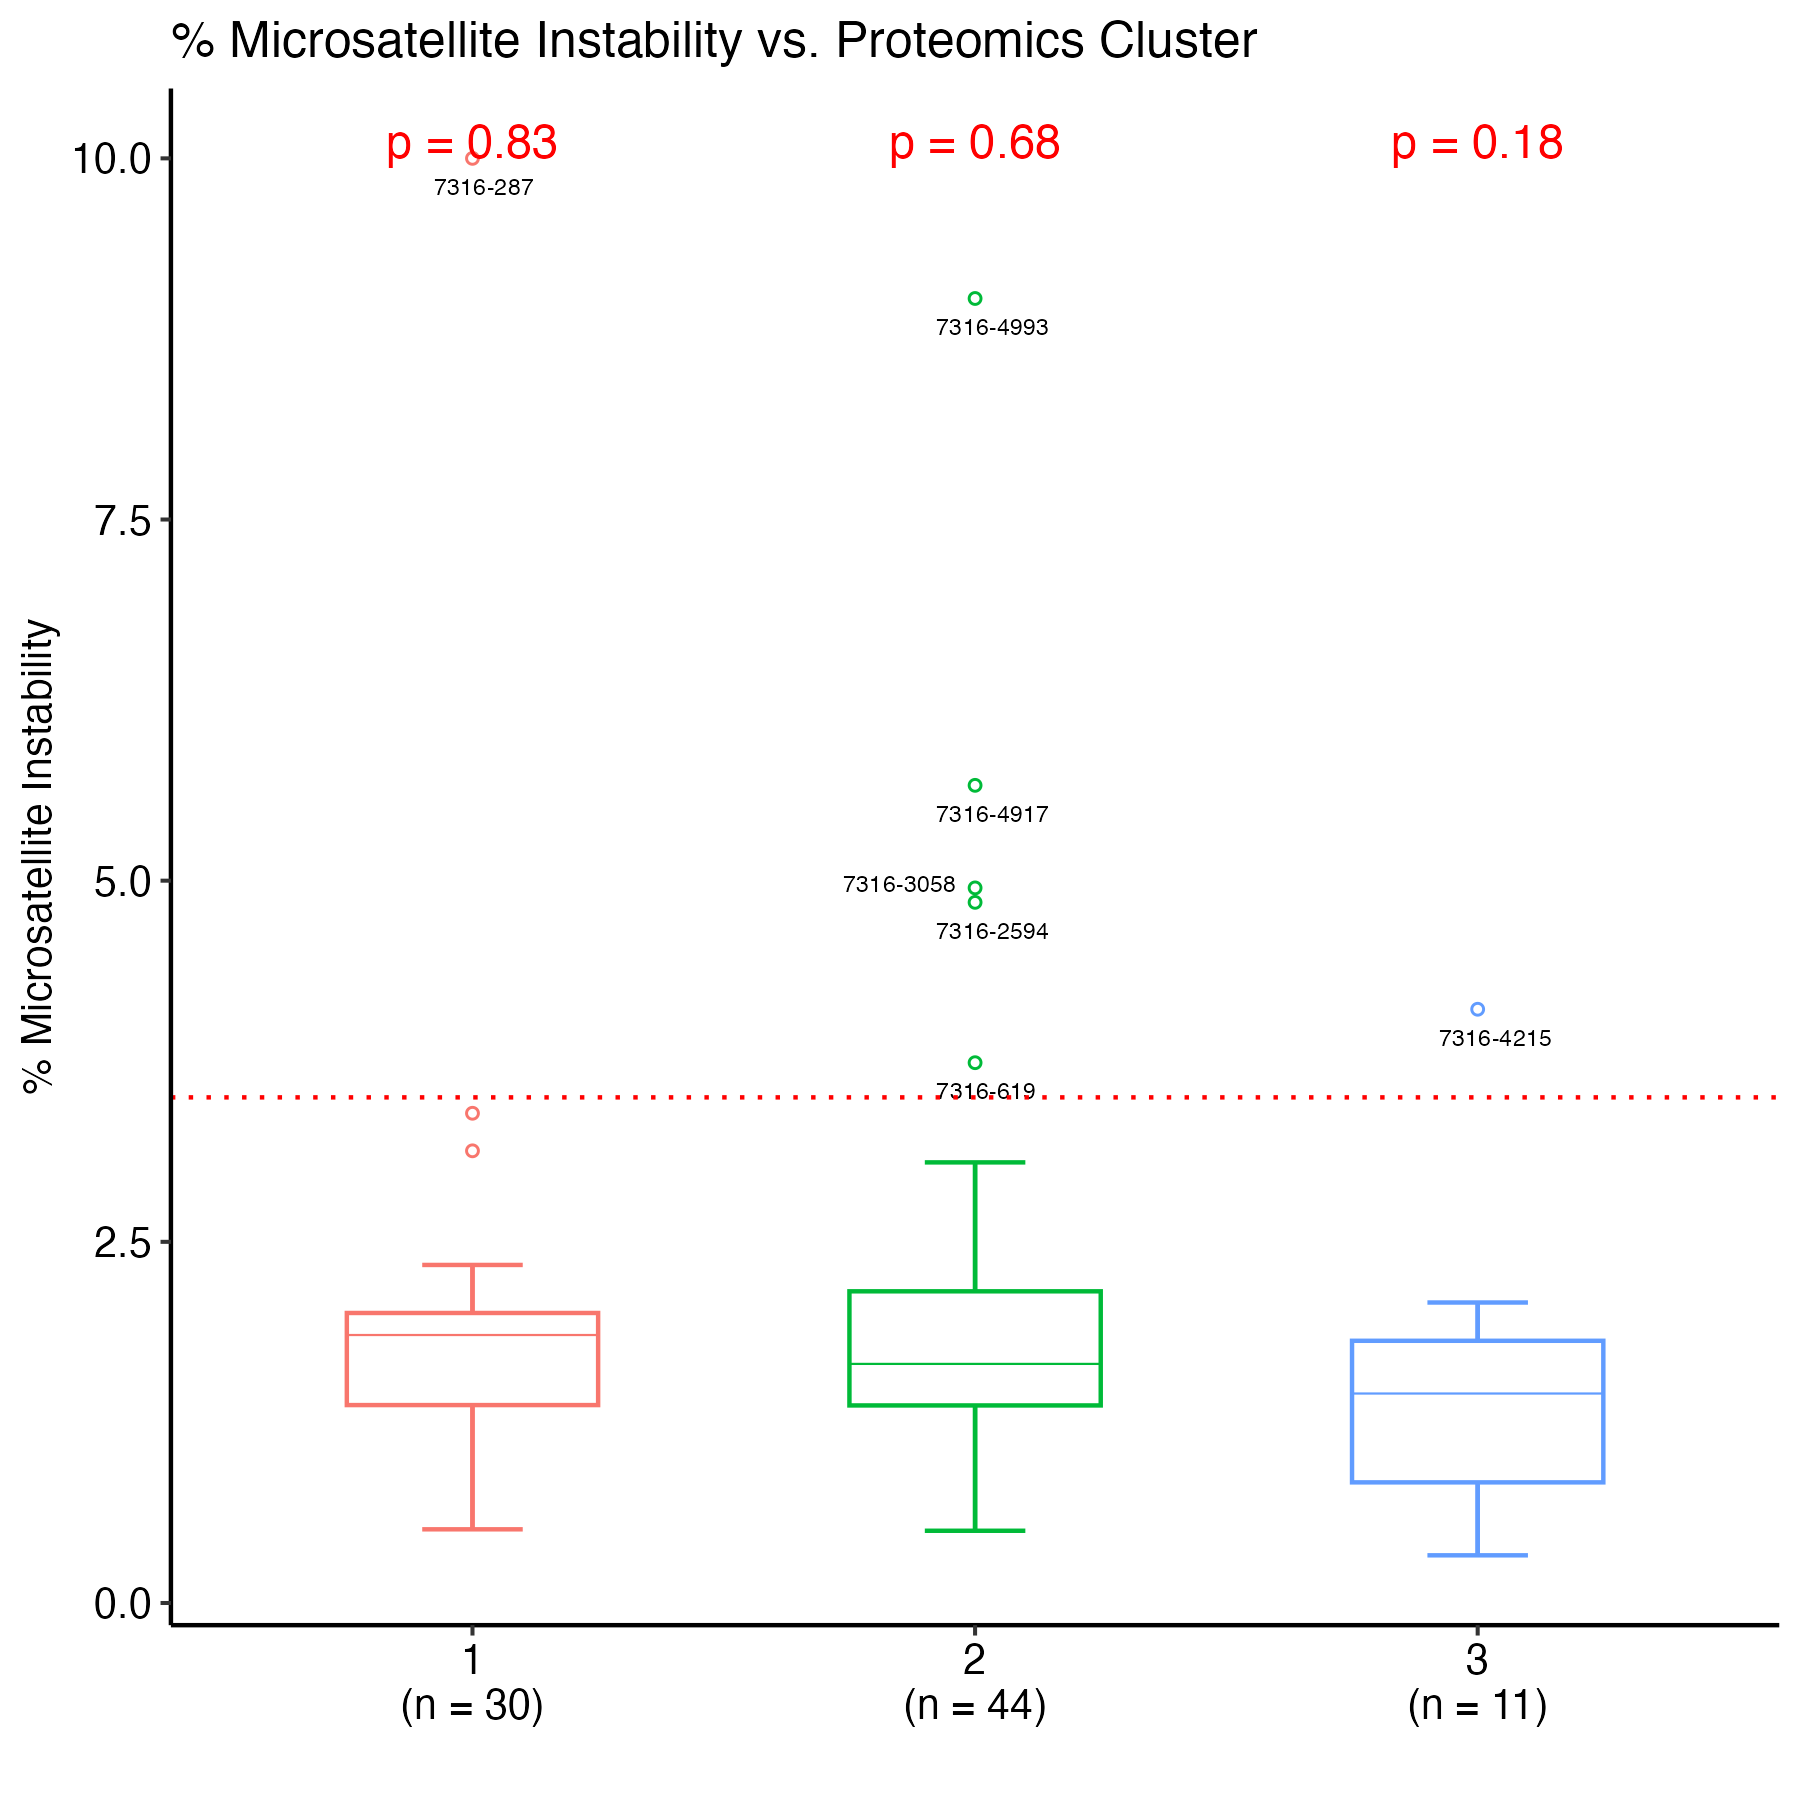 % Microsatellite Instability vs. Proteomics Cluster
p = 0.83
p = 0.68
p = 0.18
10.0
7316-287
7316-4993
7.5
7316-4917
5.0
7316-3058
7316-2594
7316-4215
7316-619
2.5
0.0
% Microsatellite Instability
1
(n = 30)
2
(n = 44)
3
(n = 11)